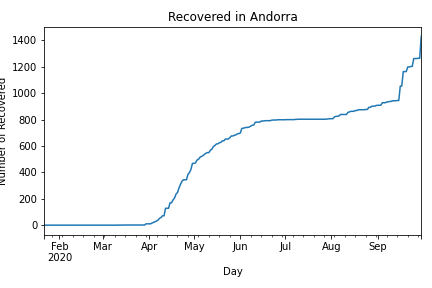 Recovered in Andorra
Number of Recovered
1400
1200
1000
800
600
400
200
0
Feb Mar Apr May Jun Jul Aug Sep
2020
Day